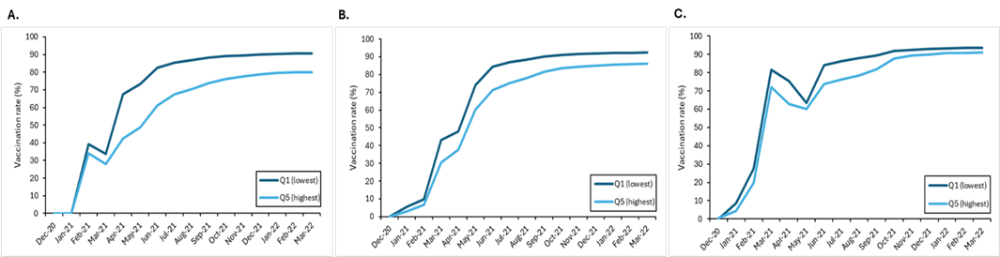 A.
Vaccination rate (%)
100
90
80
70
60
50
40
30
20
10
0
Dec-20
Jan-21
Feb-21
Mar-21
Apr-21
May-21
Jun-21
Jul-21
Aug-21
Sep-21
Oct-21
Nov-21
Dec-21
Jan-22
Feb-22
Mar-22
Q1 (lowest)
Q5 (highest)
B.
Vaccination rate (%)
100
90
80
70
60
50
40
30
20
10
0
Dec-20
Jan-21
Feb-21
Mar-21
Apr-21
May-21
Jun-21
Jul-21
Aug-21
Sep-21
Oct-21
Nov-21
Dec-21
Jan-22
Feb-22
Mar-22
Q1 (lowest)
Q5 (highest)
C.
Vaccination rate (%)
100
90
80
70
60
50
40
30
20
10
0
Dec-20
Jan-21
Feb-21
Mar-21
Apr-21
May-21
Jun-21
Jul-21
Aug-21
Sep-21
Oct-21
Nov-21
Dec-21
Jan-22
Feb-22
Mar-22
Q1 (lowest)
Q5 (highest)